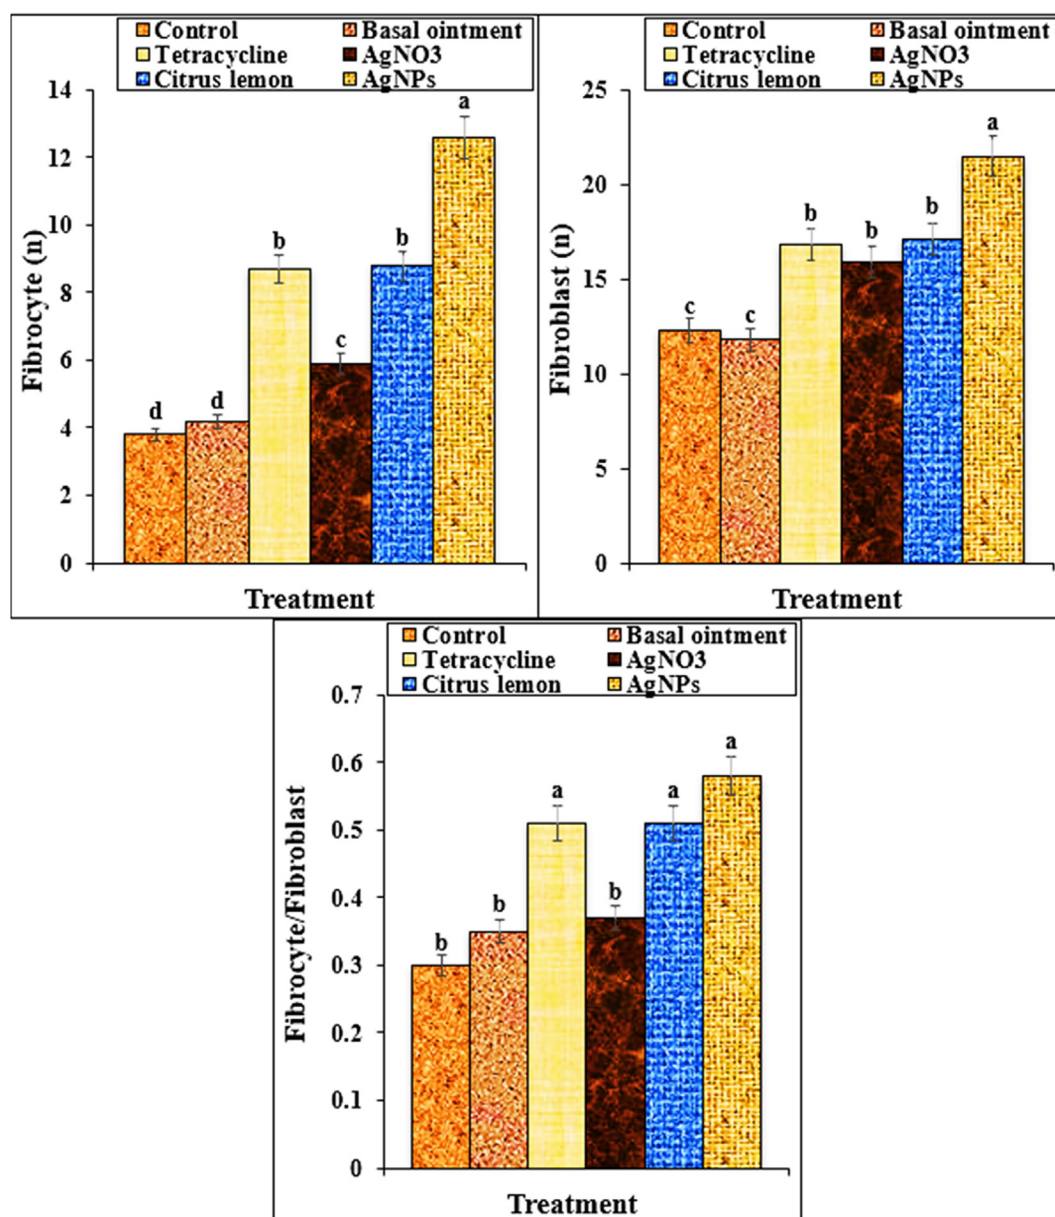 Control Basal ointment
Tetracycline AgNO3
Citrus lemon AgNPs
14
12
10
8
6
4
2
0
Fibrocyte (n)
d d b c b a
Treatment
Control Basal ointment
Tetracycline AgNO3
Citrus lemon AgNPs
25
20
15
10
5
0
Fibroblast (n)
c c b b b a
Treatment
Control Basal ointment
Tetracycline AgNO3
Citrus lemon AgNPs
0.7
0.6
0.5
0.4
0.3
0.2
0.1
0
Fibrocyte/Fibroblast
b b a b a a
Treatment